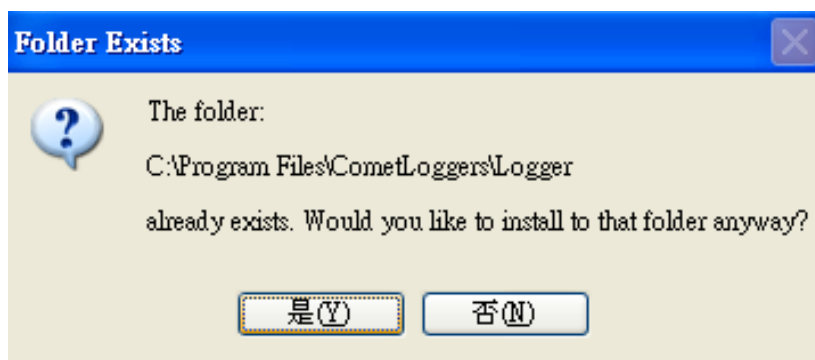 Folder Exists
The folder:
C:\Program Files\CometLoggers\Logger
already exists. Would you like to install to that folder anyway?
是(Y) 否(N)